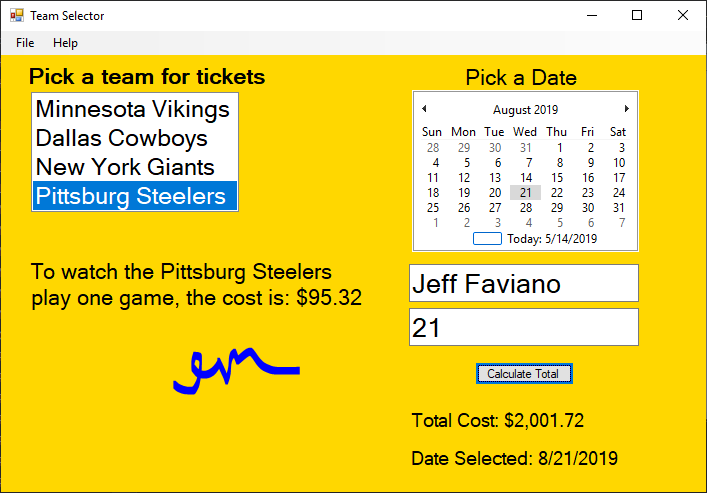 Team Selector
File Help
Pick a team for tickets
Minnesota Vikings
Dallas Cowboys
New York Giants
Pittsburg Steelers
To watch the Pittsburg Steelers
play one game, the cost is: $95.32
Pick a Date
August 2019
Sun Mon Tue Wed Thu Fri Sat
28 29 30 31 1 2 3
4 5 6 7 8 9 10
11 12 13 14 15 16 17
18 19 20 21 22 23 24
25 26 27 28 29 30 31
1 2 3 4 5 6 7
Today: 5/14/2019
Jeff Faviano
21
Calculate Total
Total Cost: $2,001.72
Date Selected: 8/21/2019